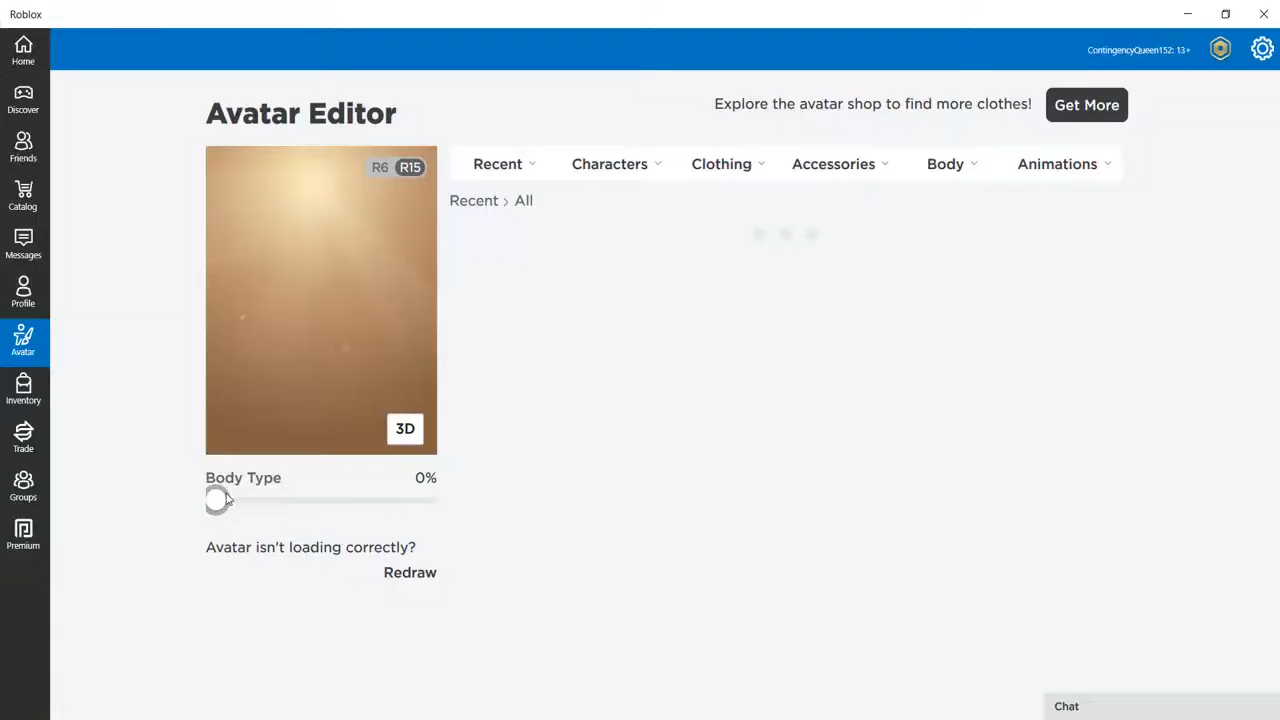 Roblox
ContingencyQueen152: 13+
Home
Discover
Friends
Catalog
Messages
Profile
Avatar
Inventory
Trade
Groups
Premium
Avatar Editor
Explore the avatar shop to find more clothes!
Get More
R6 R15
3D
Recent Characters Clothing Accessories Body Animations
Recent > All
Body Type 0%
Avatar isn't loading correctly?
Redraw
Chat